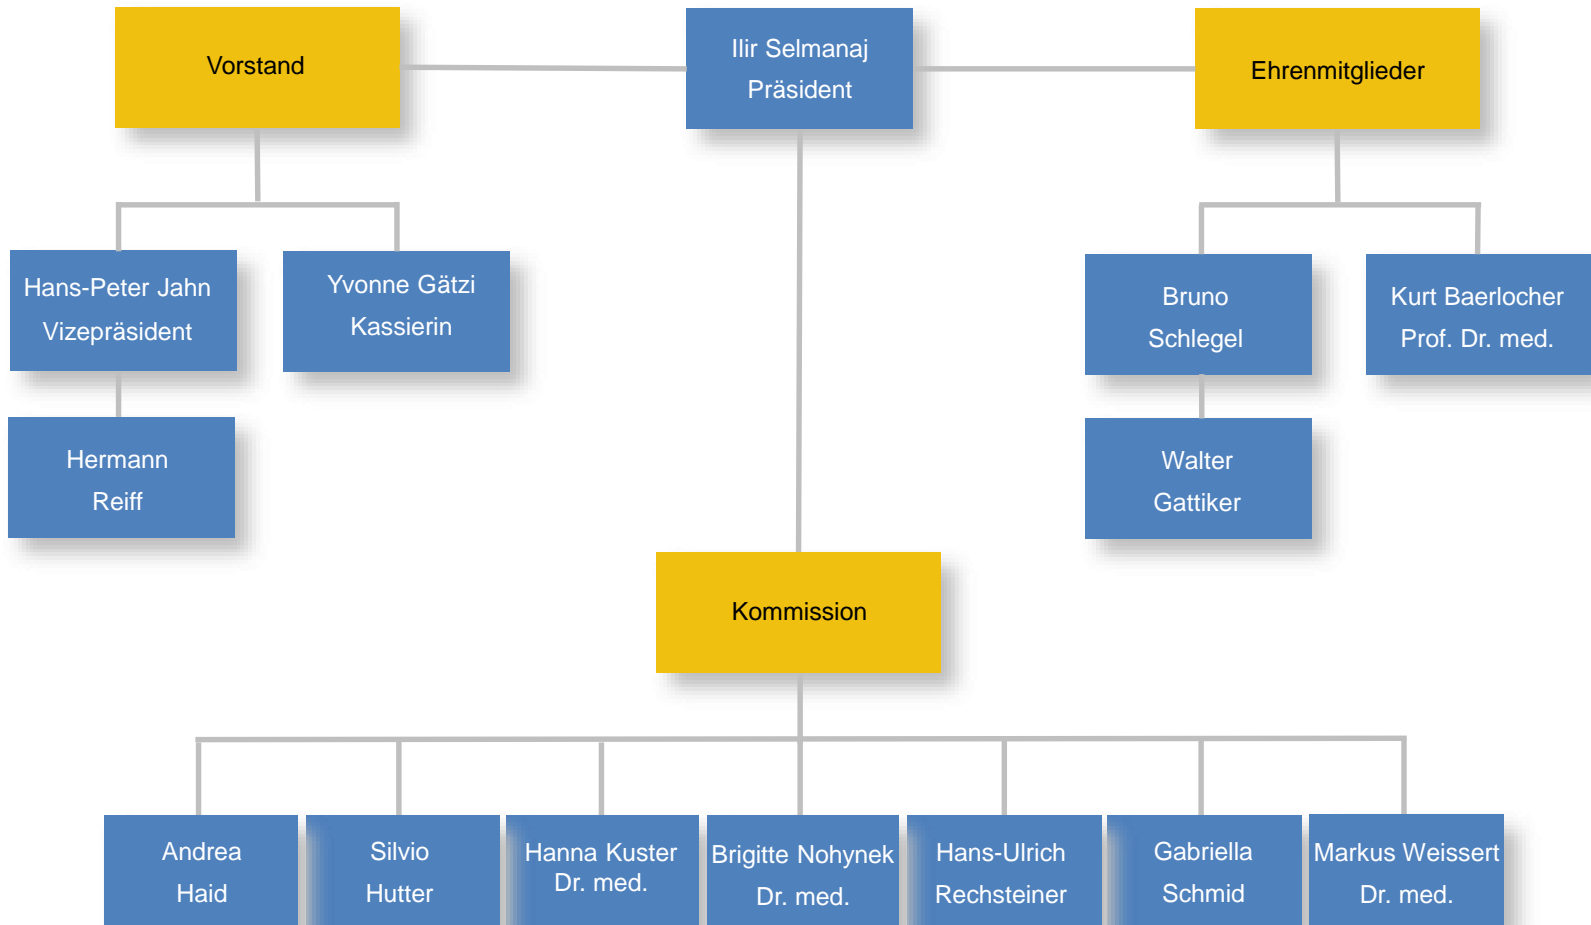 Vorstand
Ilir Selmanaj
Präsident
Ehrenmitglieder
Hans-Peter Jahn
Vizepräsident
Yvonne Gätzi
Kassierin
Bruno
Schlegel
Kurt Baerlocher
Prof. Dr. med.
Hermann
Reiff
Walter
Gattiker
Kommission
Andrea
Haid
Silvio
Hutter
Hanna Kuster
Dr. med.
Brigitte Nohynek
Dr. med.
Hans-Ulrich
Rechsteiner
Gabriella
Schmid
Markus Weissert
Dr. med.